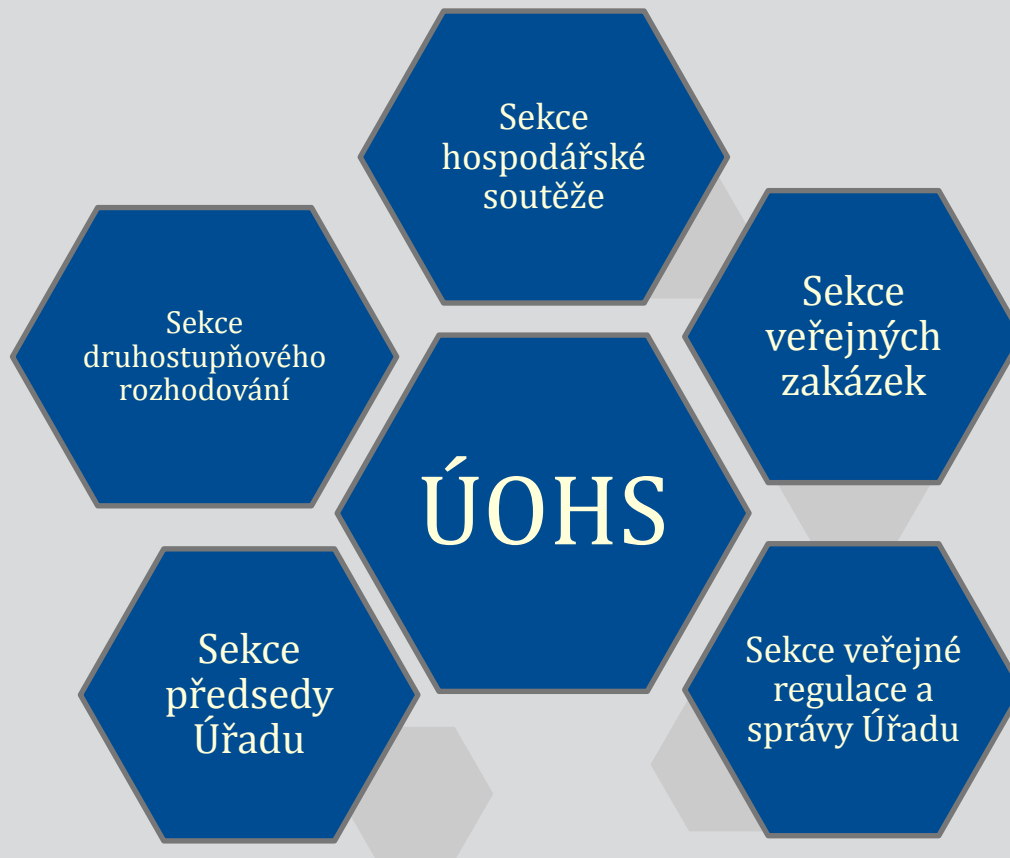 Sekce
hospodářské
soutěže
Sekce
veřejných
zakázek
Sekce
druhostupňového
rozhodování
ÚOHS
Sekce
předsedy
Úřadu
Sekce veřejné
regulace a
správy Úřadu